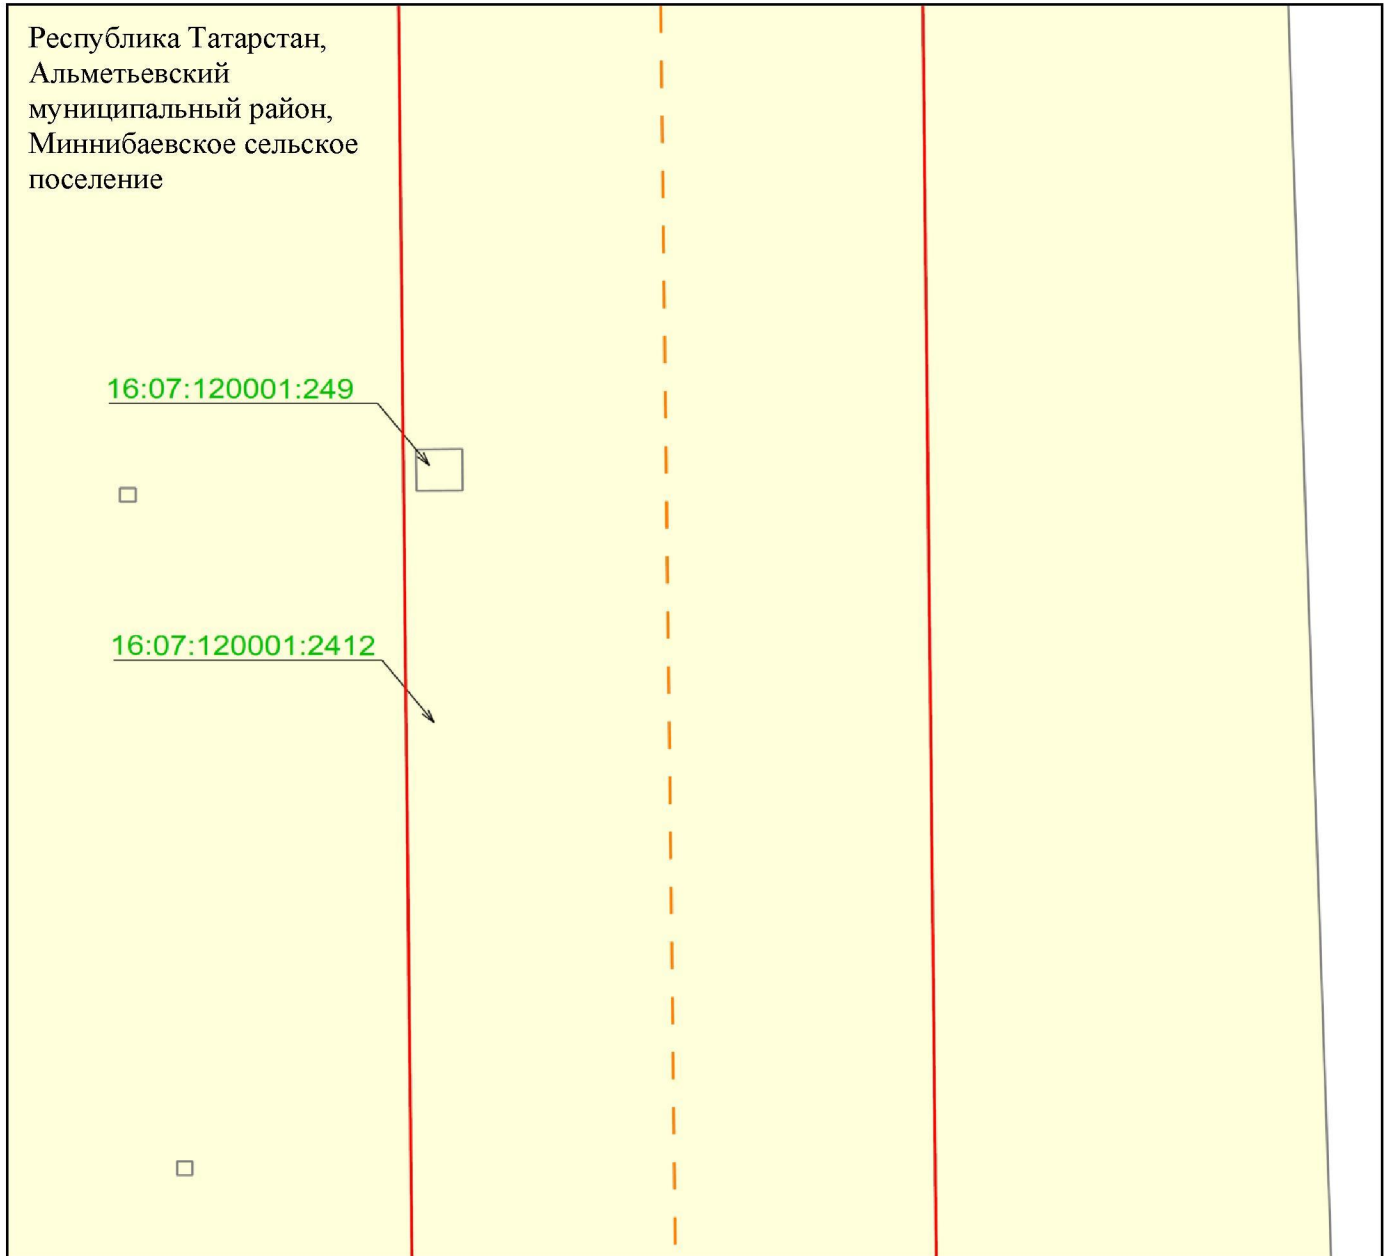 Республика Татарстан,
Альметьевский
муниципальный район,
Миннибаевское сельское
поселение
16:07:120001:249
16:07:120001:2412